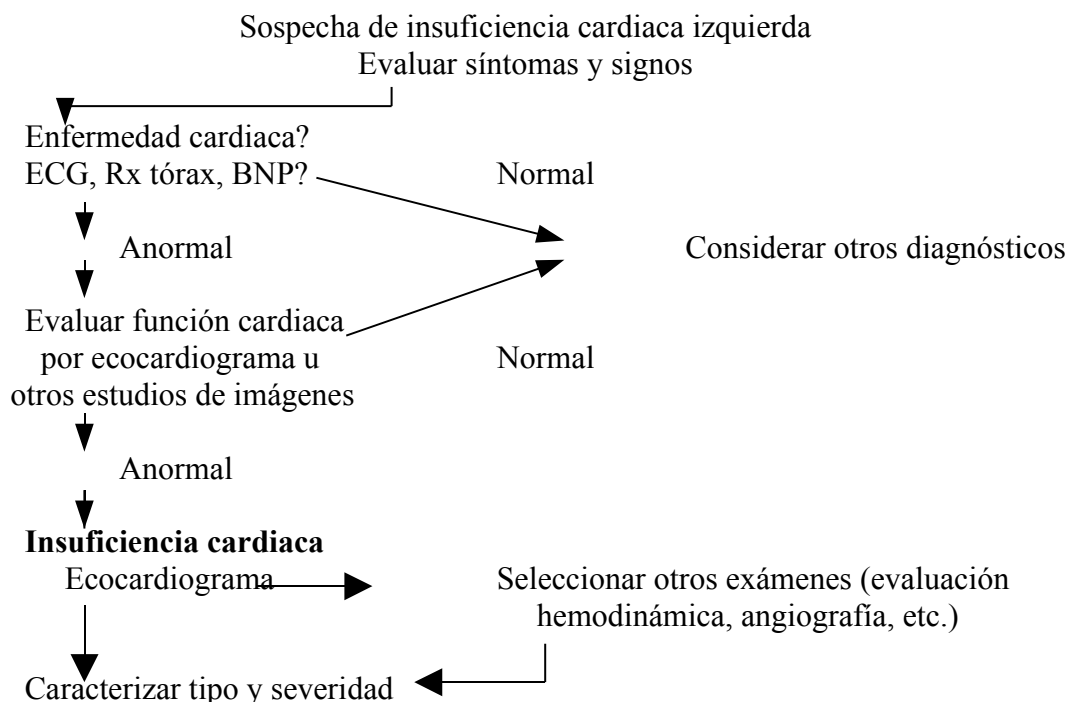 Sospecha de insuficiencia cardiaca izquierda
Evaluar síntomas y signos
Enfermedad cardiaca?
ECG, Rx tórax, BNP?
Normal
Anormal
Considerar otros diagnósticos
Evaluar función cardiaca
por ecocardiograma u
Normal
otros estudios de imágenes
Anormal
Insuficiencia cardiaca
Ecocardiograma
Seleccionar otros exámenes (evaluación
hemodinámica, angiografía, etc.)
Caracterizar tipo y severidad